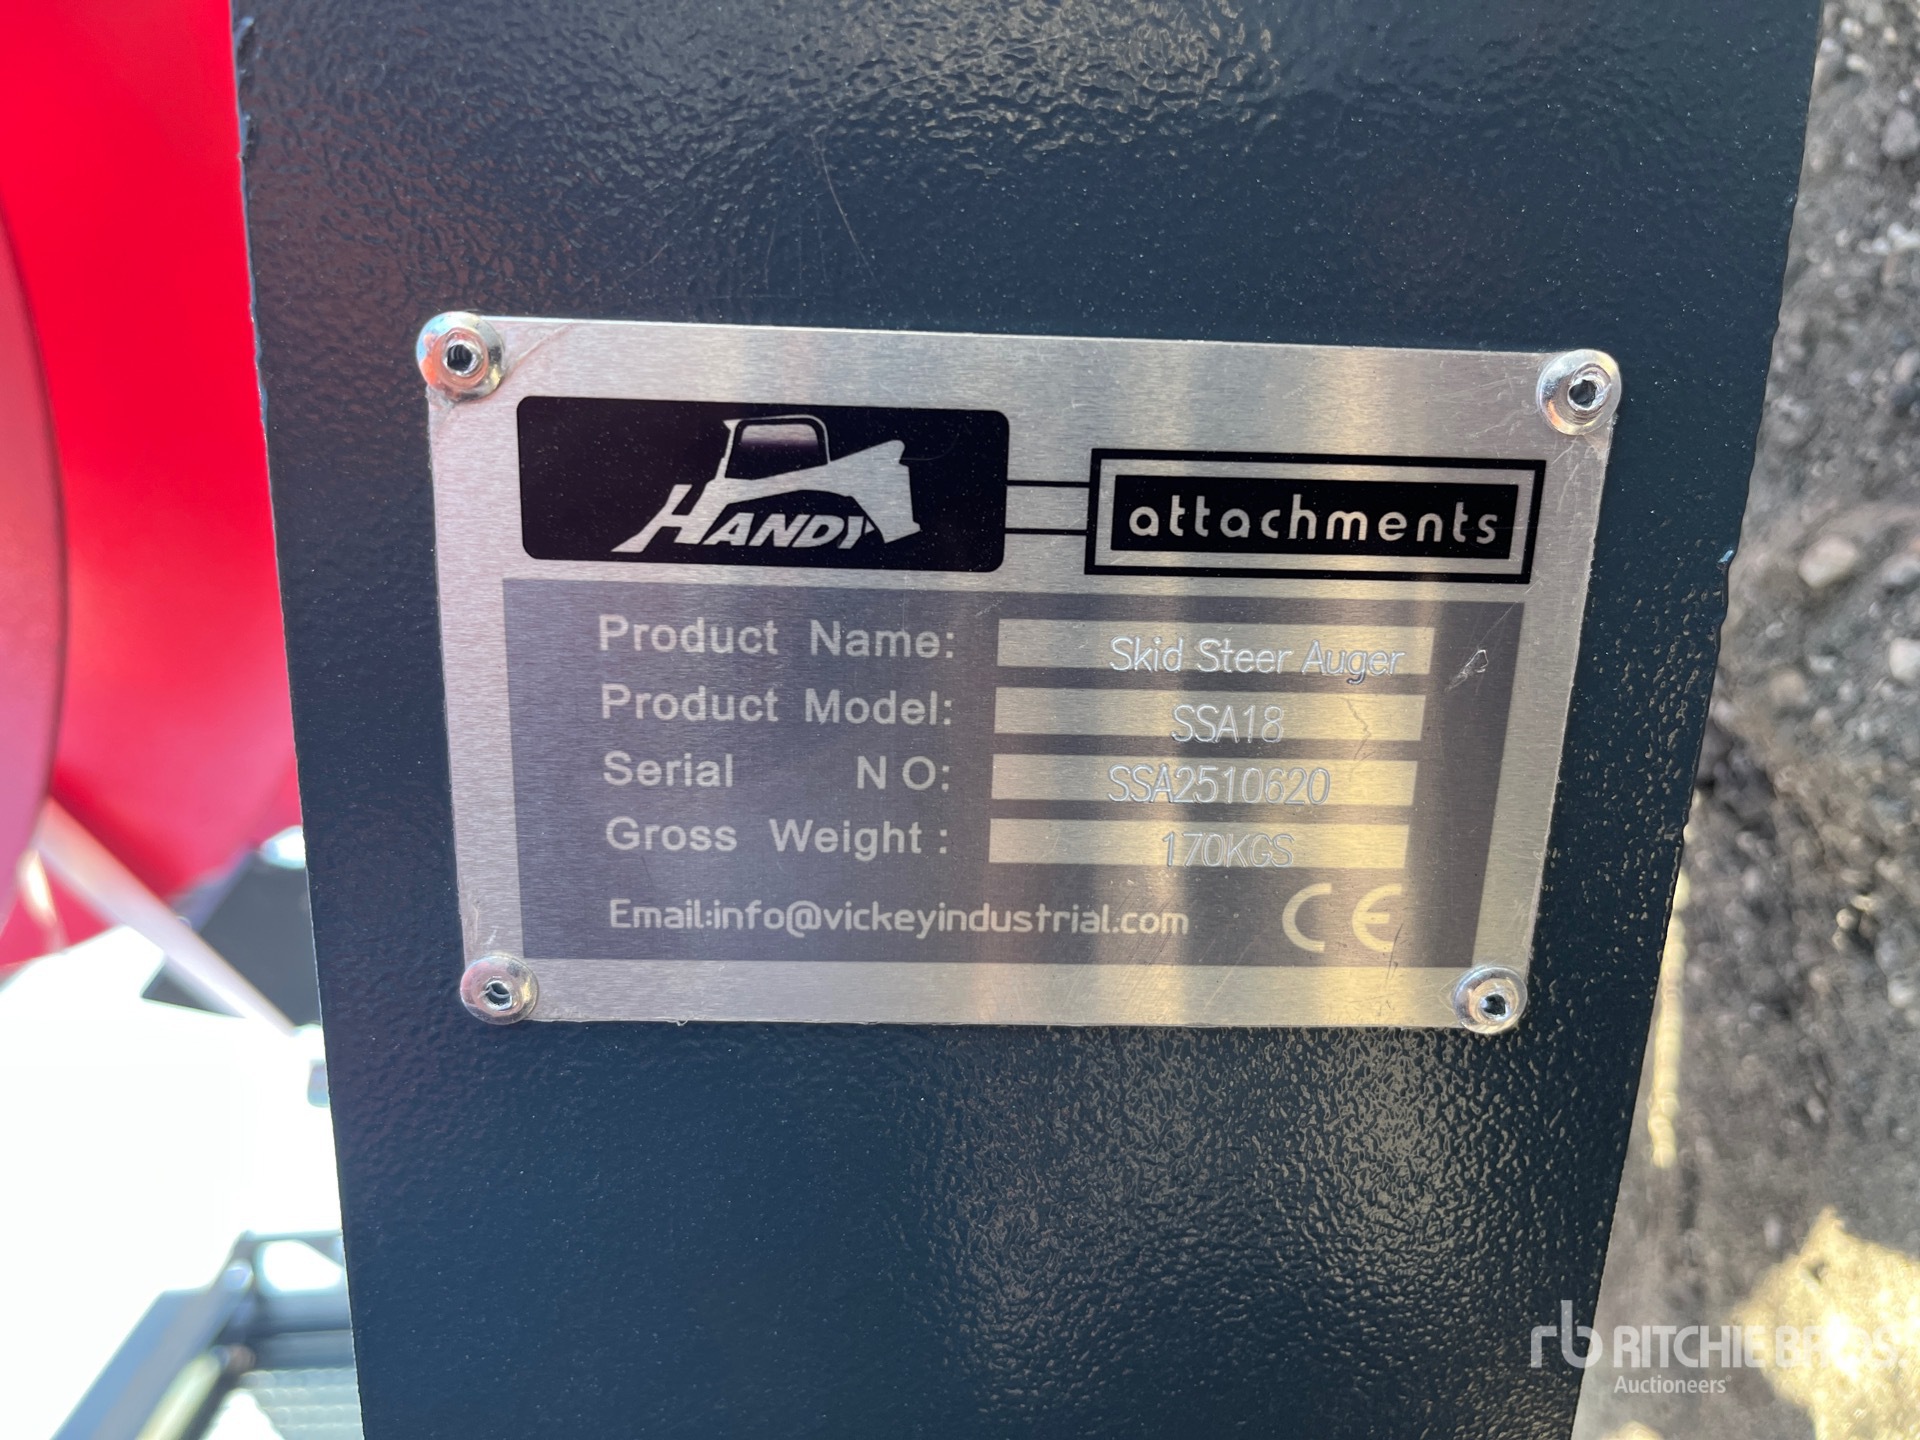 HANDY
attachments
Product Name: Skid Steer Auger
Product Model: SSA18
Serial NO: SSA2510620
Gross Weight: 170KGS
Email:info@vickeyindustrial.com CE
rb RITCHIE BROS.
Auctioneers